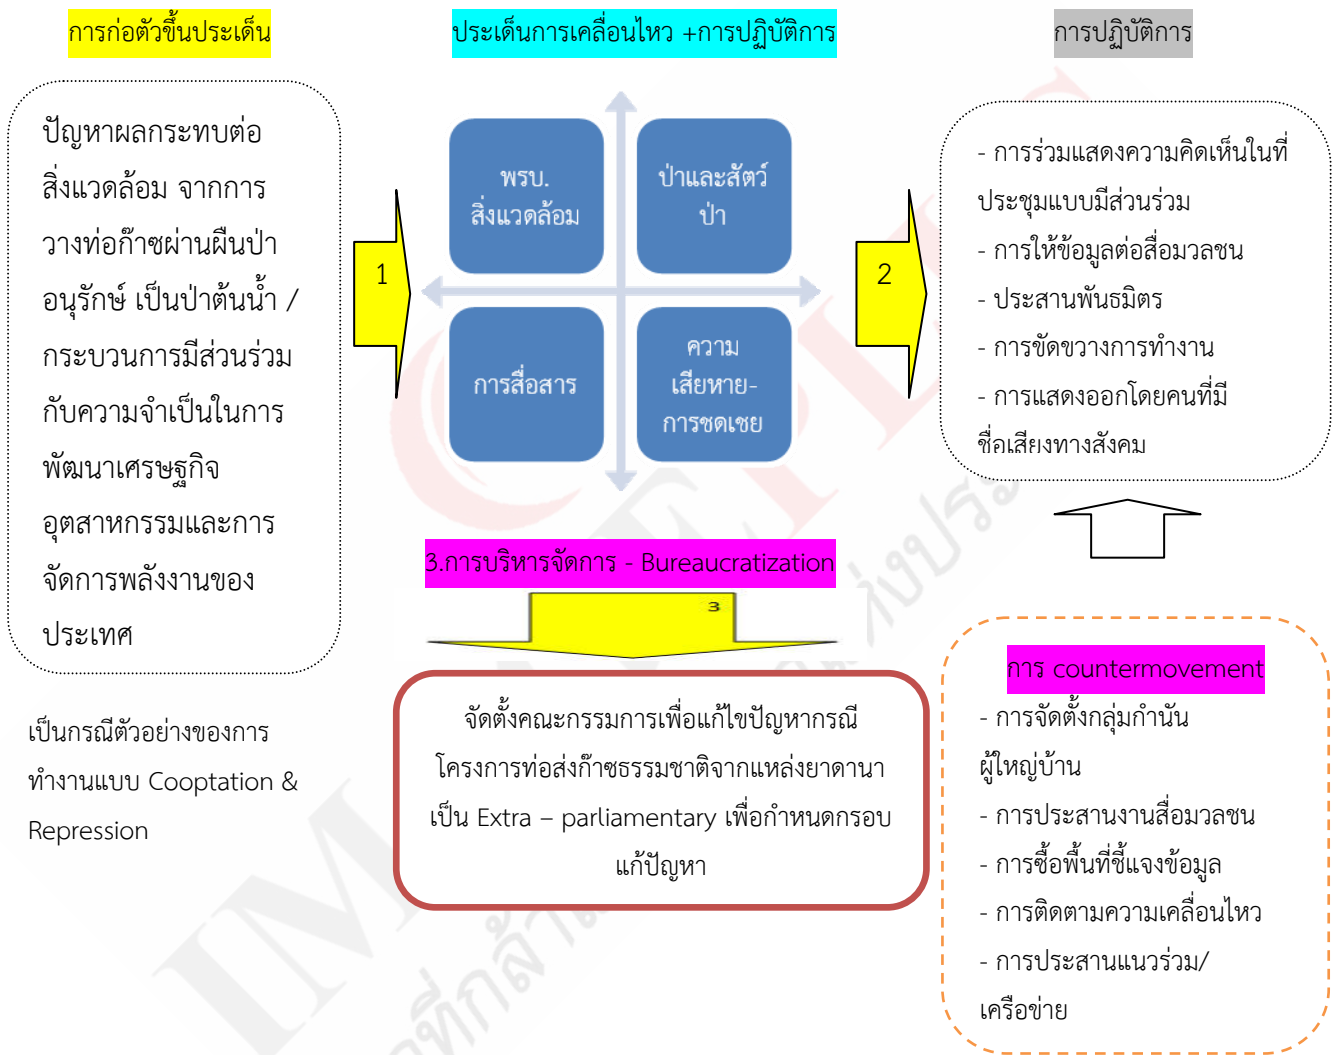 การก่อตัวขึ้นประเด็น
ประเด็นการเคลื่อนไหว +การปฏิบัติการ
การปฏิบัติการ
ปัญหาผลกระทบต่อ
สิ่งแวดล้อม จากการ
วางท่อก๊าซผ่านผืนป่า
อนุรักษ์ เป็นป่าต้นน้ำ /
กระบวนการมีส่วนร่วม
กับความจำเป็นในการ
พัฒนาเศรษฐกิจ
อุตสาหกรรมและการ
จัดการพลังงานของ
ประเทศ
1
พรบ.
สิ่งแวดล้อม
ป่าและสัตว์
ป่า
การสื่อสาร
ความ
เสียหาย-
การชดเชย
2
- การร่วมแสดงความคิดเห็นในที่
ประชุมแบบมีส่วนร่วม
- การให้ข้อมูลต่อสื่อมวลชน
- ประสานพันธมิตร
- การขัดขวางการทำงาน
- การแสดงออกโดยคนที่มี
ชื่อเสียงทางสังคม
3.การบริหารจัดการ - Bureaucratization
3
จัดตั้งคณะกรรมการเพื่อแก้ไขปัญหากรณี
โครงการท่อส่งก๊าซธรรมชาติจากแหล่งยาดานา
เป็น Extra – parliamentary เพื่อกำหนดกรอบ
แก้ปัญหา
เป็นกรณีตัวอย่างของการ
ทำงานแบบ Cooptation &
Repression
การ countermovement
- การจัดตั้งกลุ่มกำนัน
ผู้ใหญ่บ้าน
- การประสานงานสื่อมวลชน
- การซื้อพื้นที่ชี้แจงข้อมูล
- การติดตามความเคลื่อนไหว
- การประสานแนวร่วม/
เครือข่าย